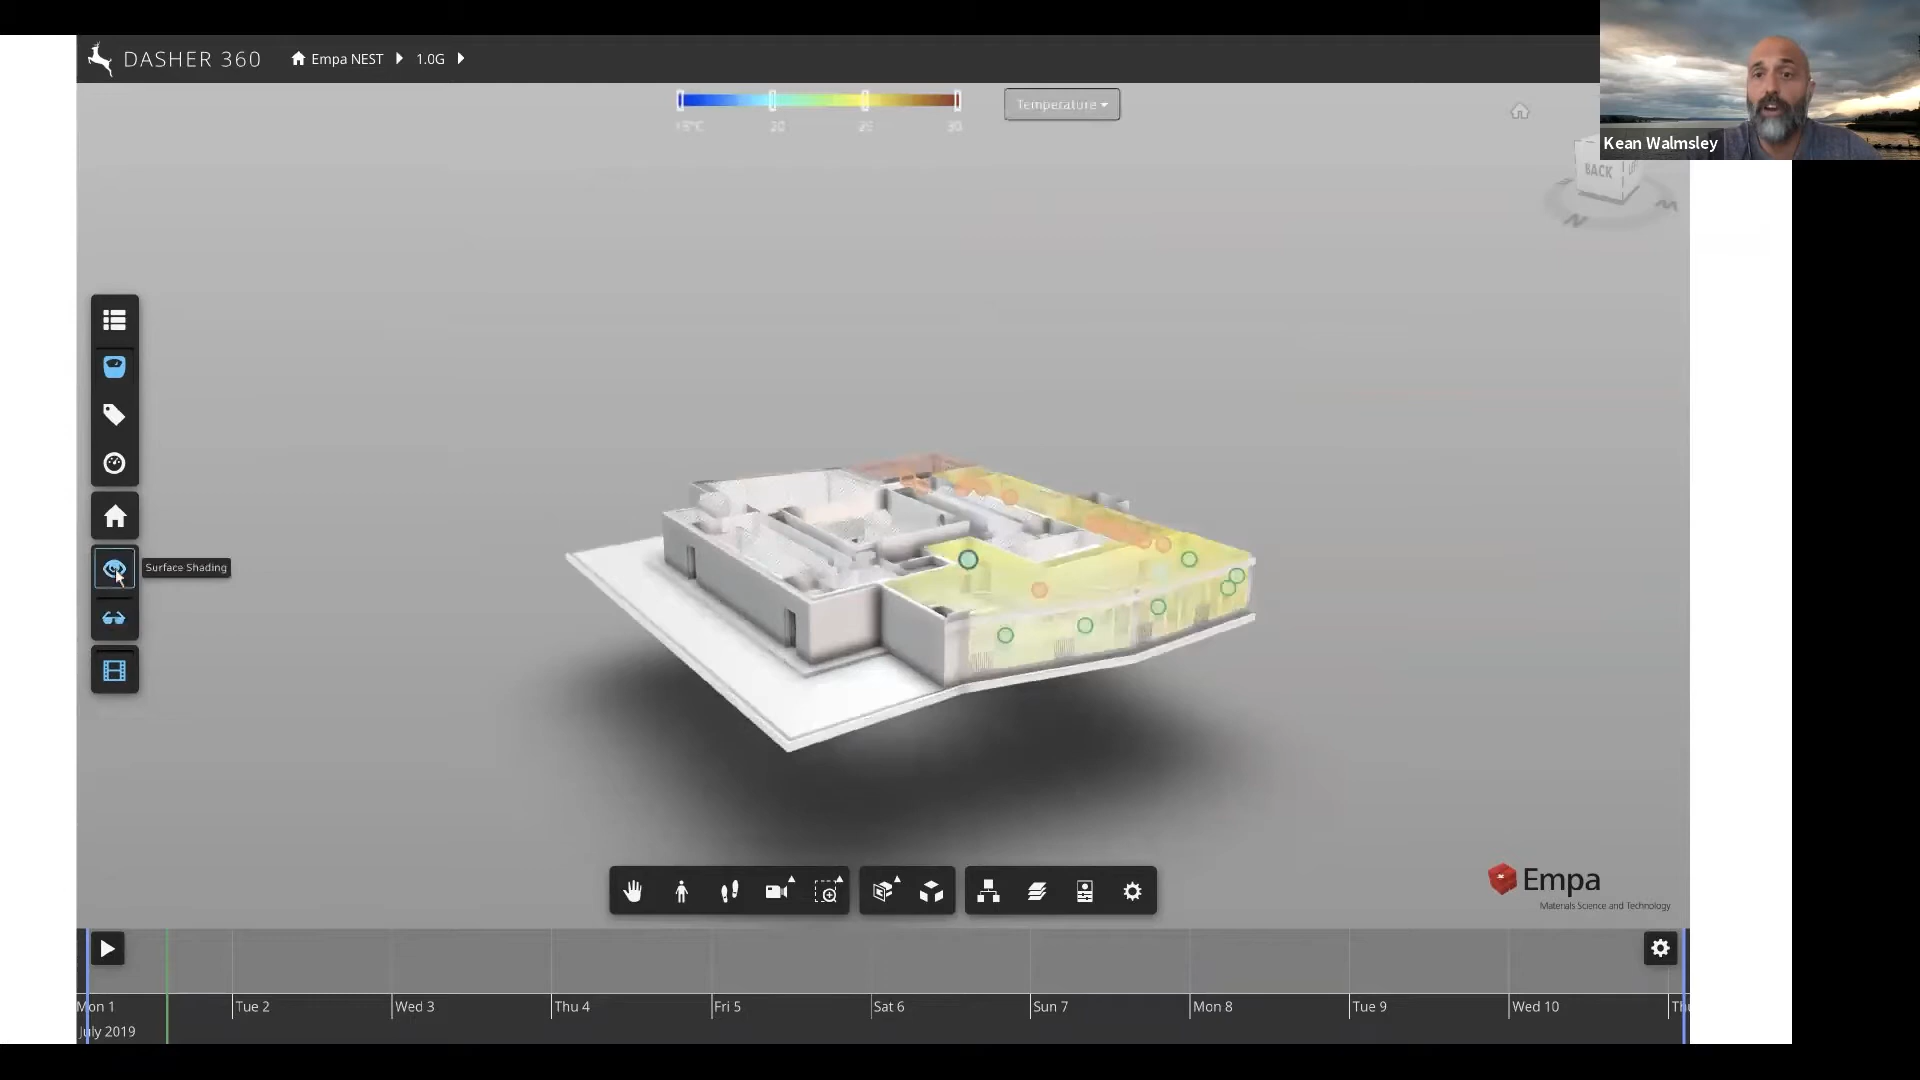 DASHER 360
Empa NEST
1.0G
20
25
30
Temperature
BACK
N
Kean Walmsley
Surface Shading
Empa
Materials Science and Technology
Mon 1
Tue 2
Wed 3
Thu 4
Fri 5
Sat 6
Sun 7
Mon 8
Tue 9
Wed 10
July 2019